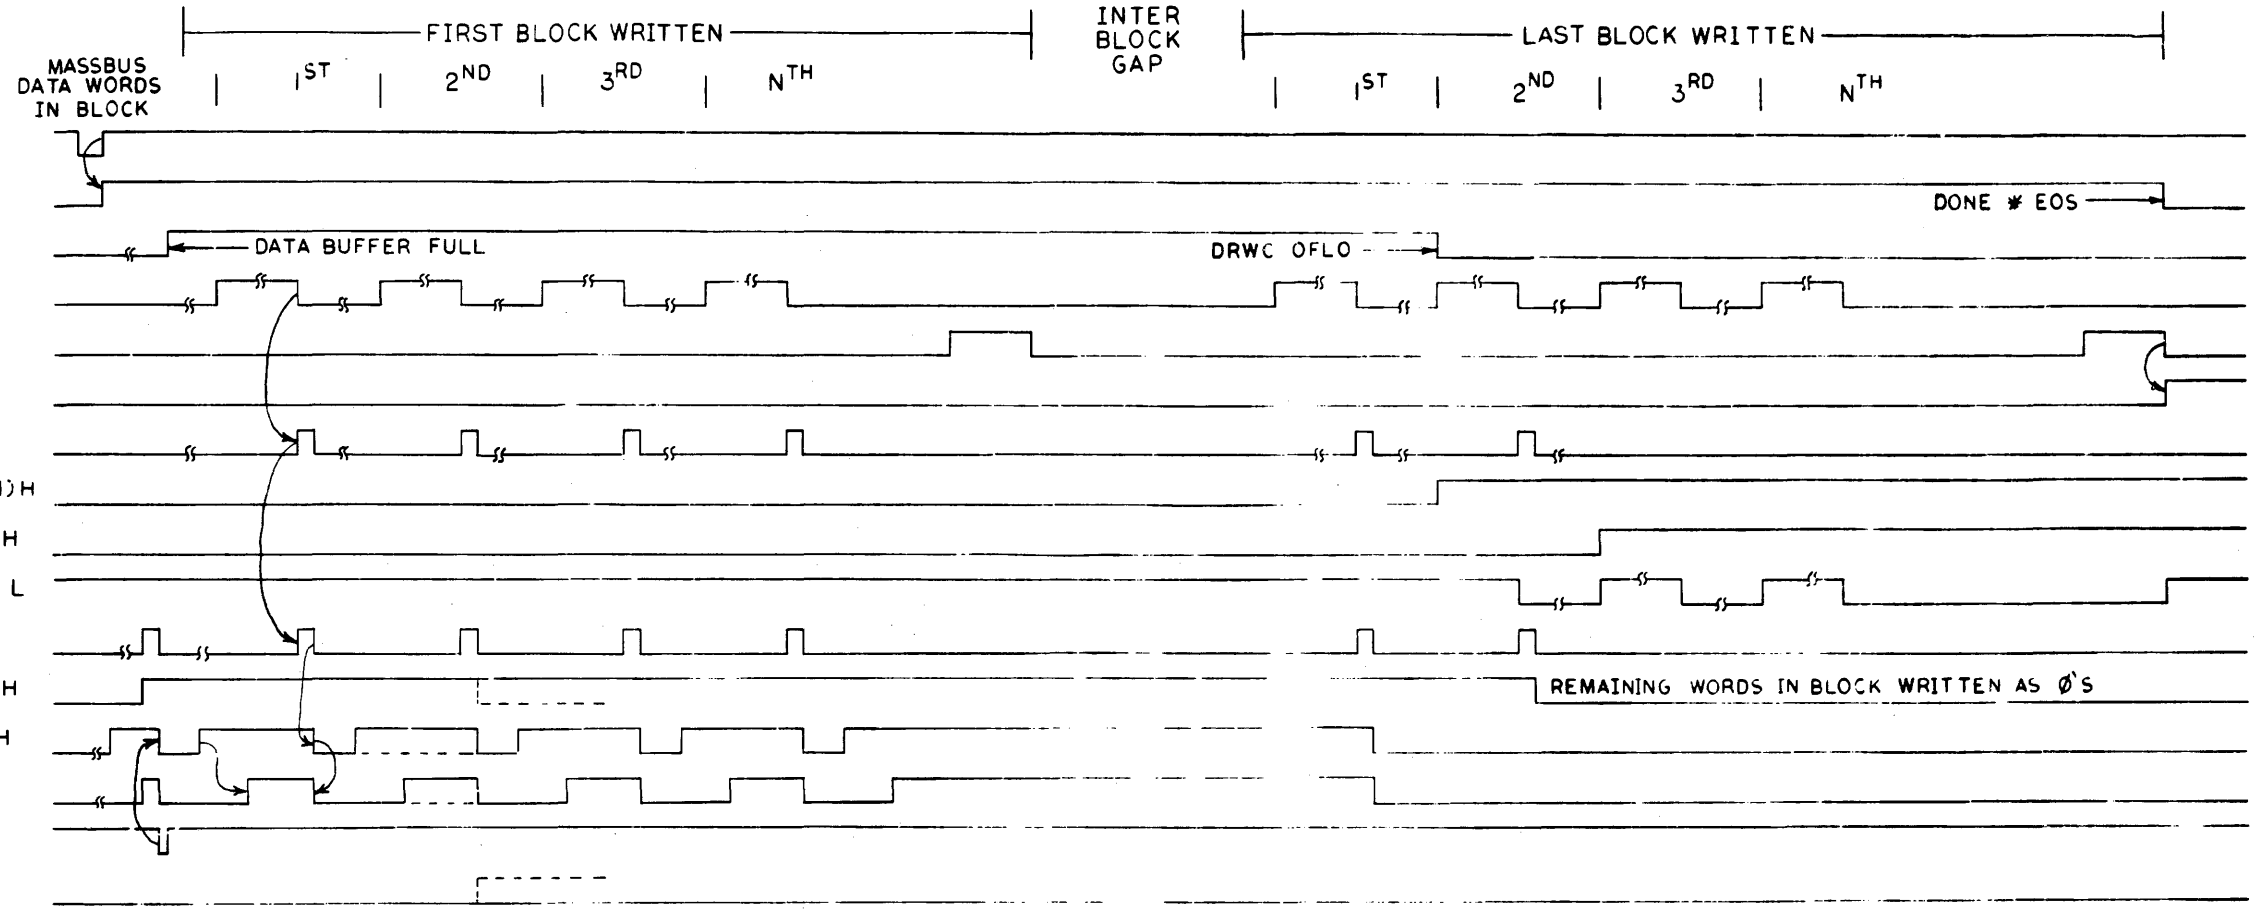 INTER
BLOCK
GAP
FIRST BLOCK WRITTEN
LAST BLOCK WRITTEN
MASSBUS
DATA WORDS
IN BLOCK
1ST 2ND 3RD NTH 1ST 2ND 3RD NTH
DONE * EOS
DATA BUFFER FULL
DRWC OFLO
)H
H
L
H
REMAINING WORDS IN BLOCK WRITTEN AS Ø'S
H